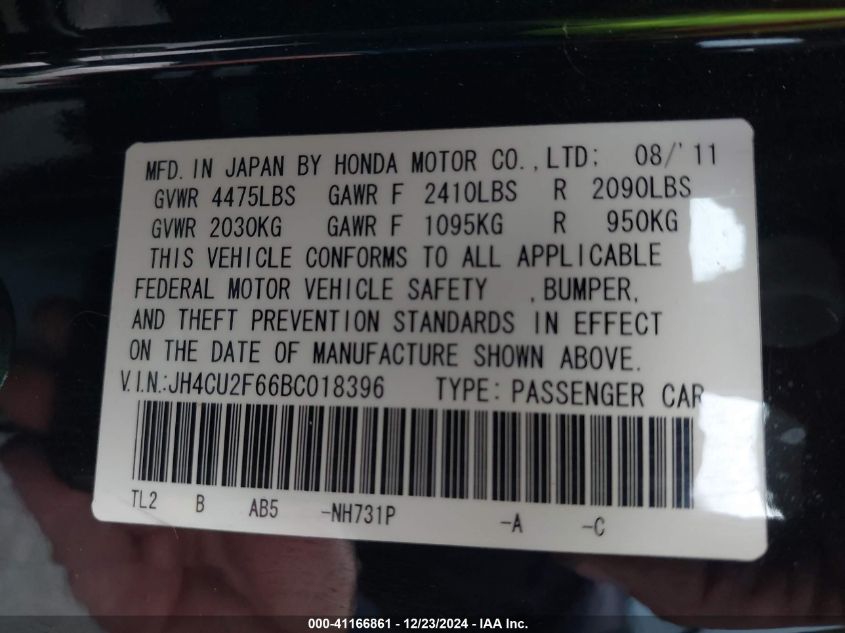 MFD. IN JAPAN BY HONDA MOTOR CO., LTD; 08/'11
GVWR 4475LBS GAWR F 2410LBS R 2090LBS
GVWR 2030KG GAWR F 1095KG R 950KG
THIS VEHICLE CONFORMS TO ALL APPLICABLE
FEDERAL MOTOR VEHICLE SAFETY , BUMPER,
AND THEFT PREVENTION STANDARDS IN EFFECT
ON THE DATE OF MANUFACTURE SHOWN ABOVE.
V.I.N.:JH4CU2F66BC018396 TYPE: PASSENGER CAR
TL2 B AB5 -NH731P -A -C
000-41166861 - 12/23/2024 - IAA Inc.